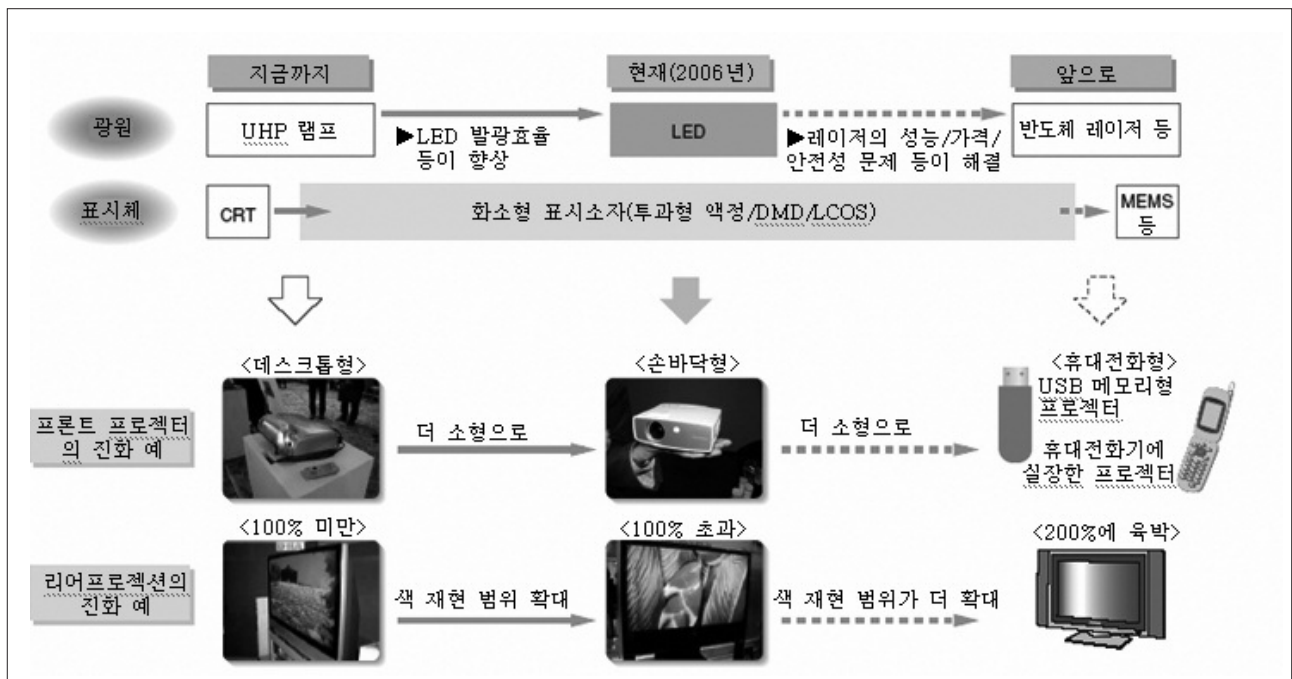 지금까지
현재(2006년)
앞으로
광원
UHP 램프
▶LED 발광효율
등이 향상
LED
▶레이저의 성능/가격/
안전성 문제 등이 해결
반도체 레이저 등
표시체
CRT
화소형 표시소자(투과형 액정/DMD/LCOS)
MEMS
등
<데스크톱형>
<손바닥형>
<휴대전화형>
USB 메모리형
프로젝터
프론트 프로젝터
의 진화 예
더 소형으로
더 소형으로
휴대전화기에
실장한 프로젝터
<100% 미만>
<100% 초과>
<200%에 육박>
리어프로젝션의
진화 예
색 재현 범위 확대
색 재현 범위가 더 확대